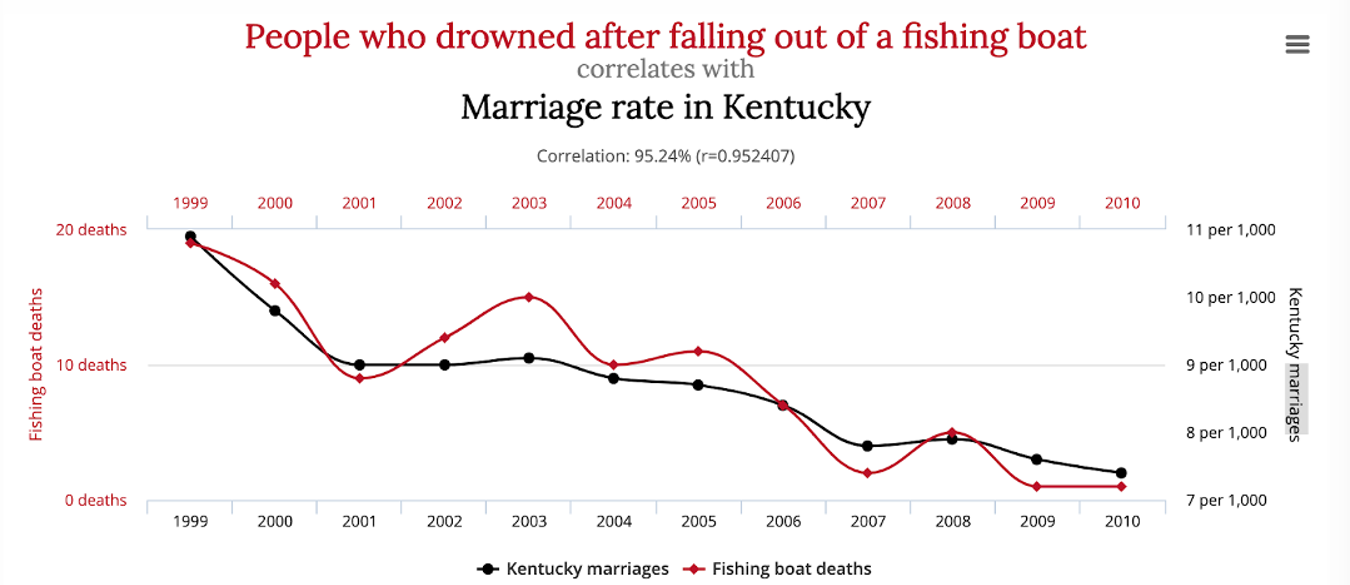 People who drowned after falling out of a fishing boat
correlates with
Marriage rate in Kentucky
Correlation: 95.24% (r=0.952407)
1999 2000 2001 2002 2003 2004 2005 2006 2007 2008 2009 2010
20 deaths
11 per 1,000
10 per 1,000
10 deaths
9 per 1,000
8 per 1,000
0 deaths
7 per 1,000
Fishing boat deaths
Kentucky marriages
1999 2000 2001 2002 2003 2004 2005 2006 2007 2008 2009 2010
Kentucky marriages Fishing boat deaths